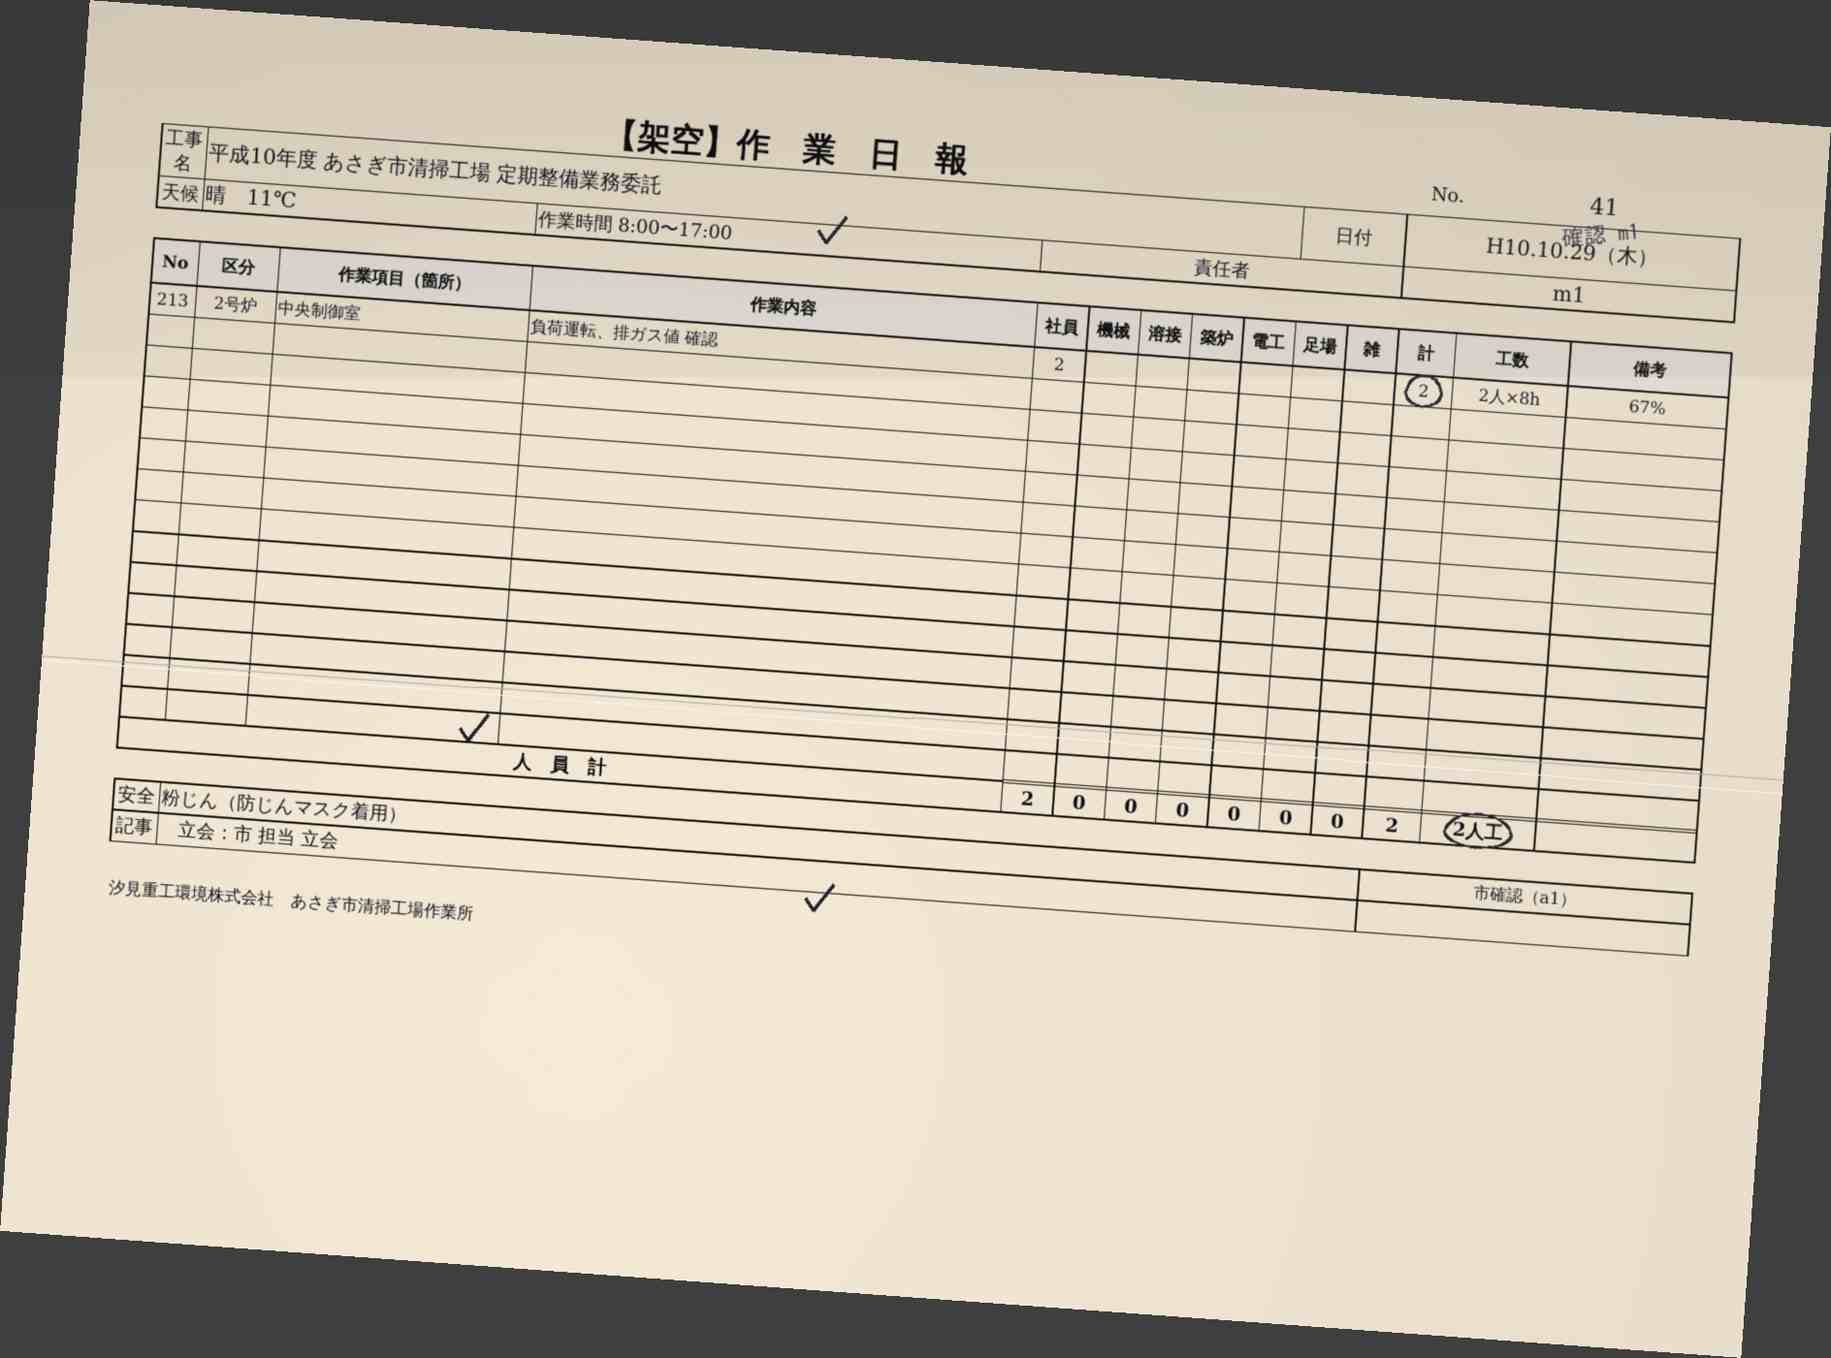 【架空】作 業 日 報
No. 41
工事名 平成10年度 あさぎ市清掃工場 定期整備業務委託 日付 H10.10.29（木）
確認 m1
天候 晴 11℃ 作業時間 8:00〜17:00 責任者 m1
No 区分 作業項目（箇所） 作業内容 社員 機械 溶接 築炉 電工 足場 雑 計 工数 備考
213 2号炉 中央制御室 負荷運転、排ガス値 確認 2 2 2人×8h 67%
人 員 計 2 0 0 0 0 0 0 2 2人工
安全 粉じん（防じんマスク着用） 市確認（a1）
記事 立会：市 担当 立会
汐見重工環境株式会社 あさぎ市清掃工場作業所